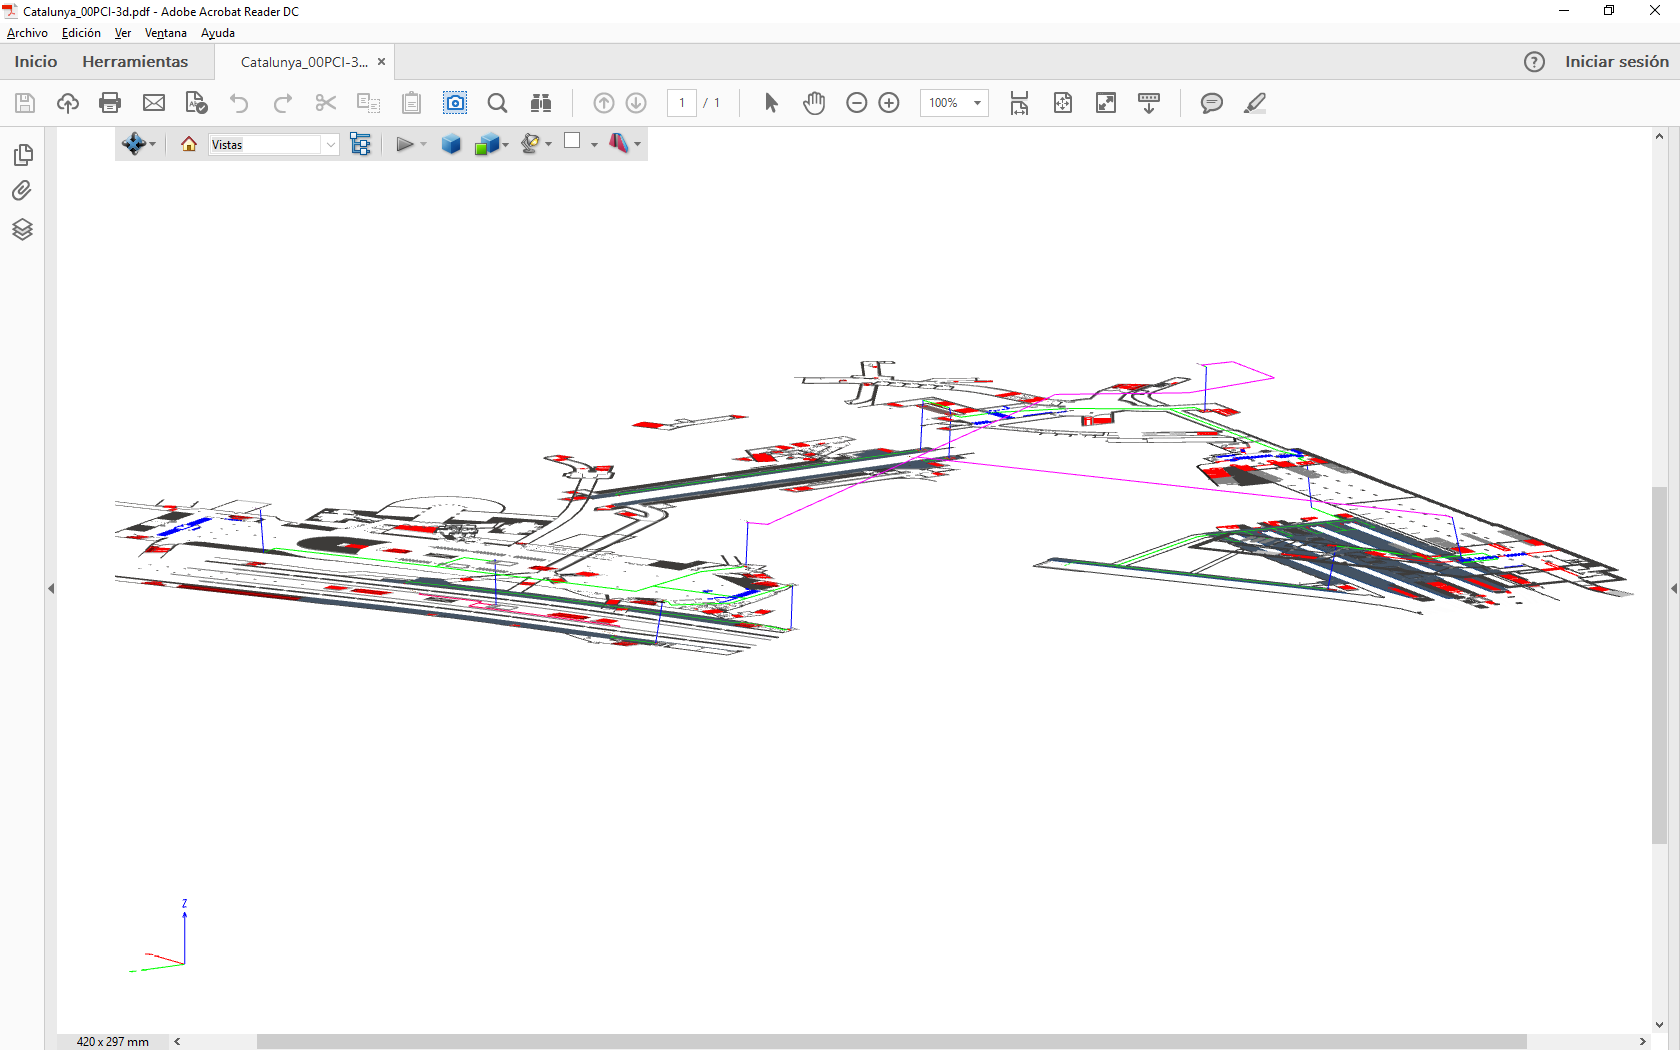 Catalunya_00PCI-3d.pdf - Adobe Acrobat Reader DC
Archivo Edición Ver Ventana Ayuda
Inicio Herramientas Catalunya_00PCI-3... × ? Iniciar sesión
1 / 1 100%
Vistas
Z
420 x 297 mm